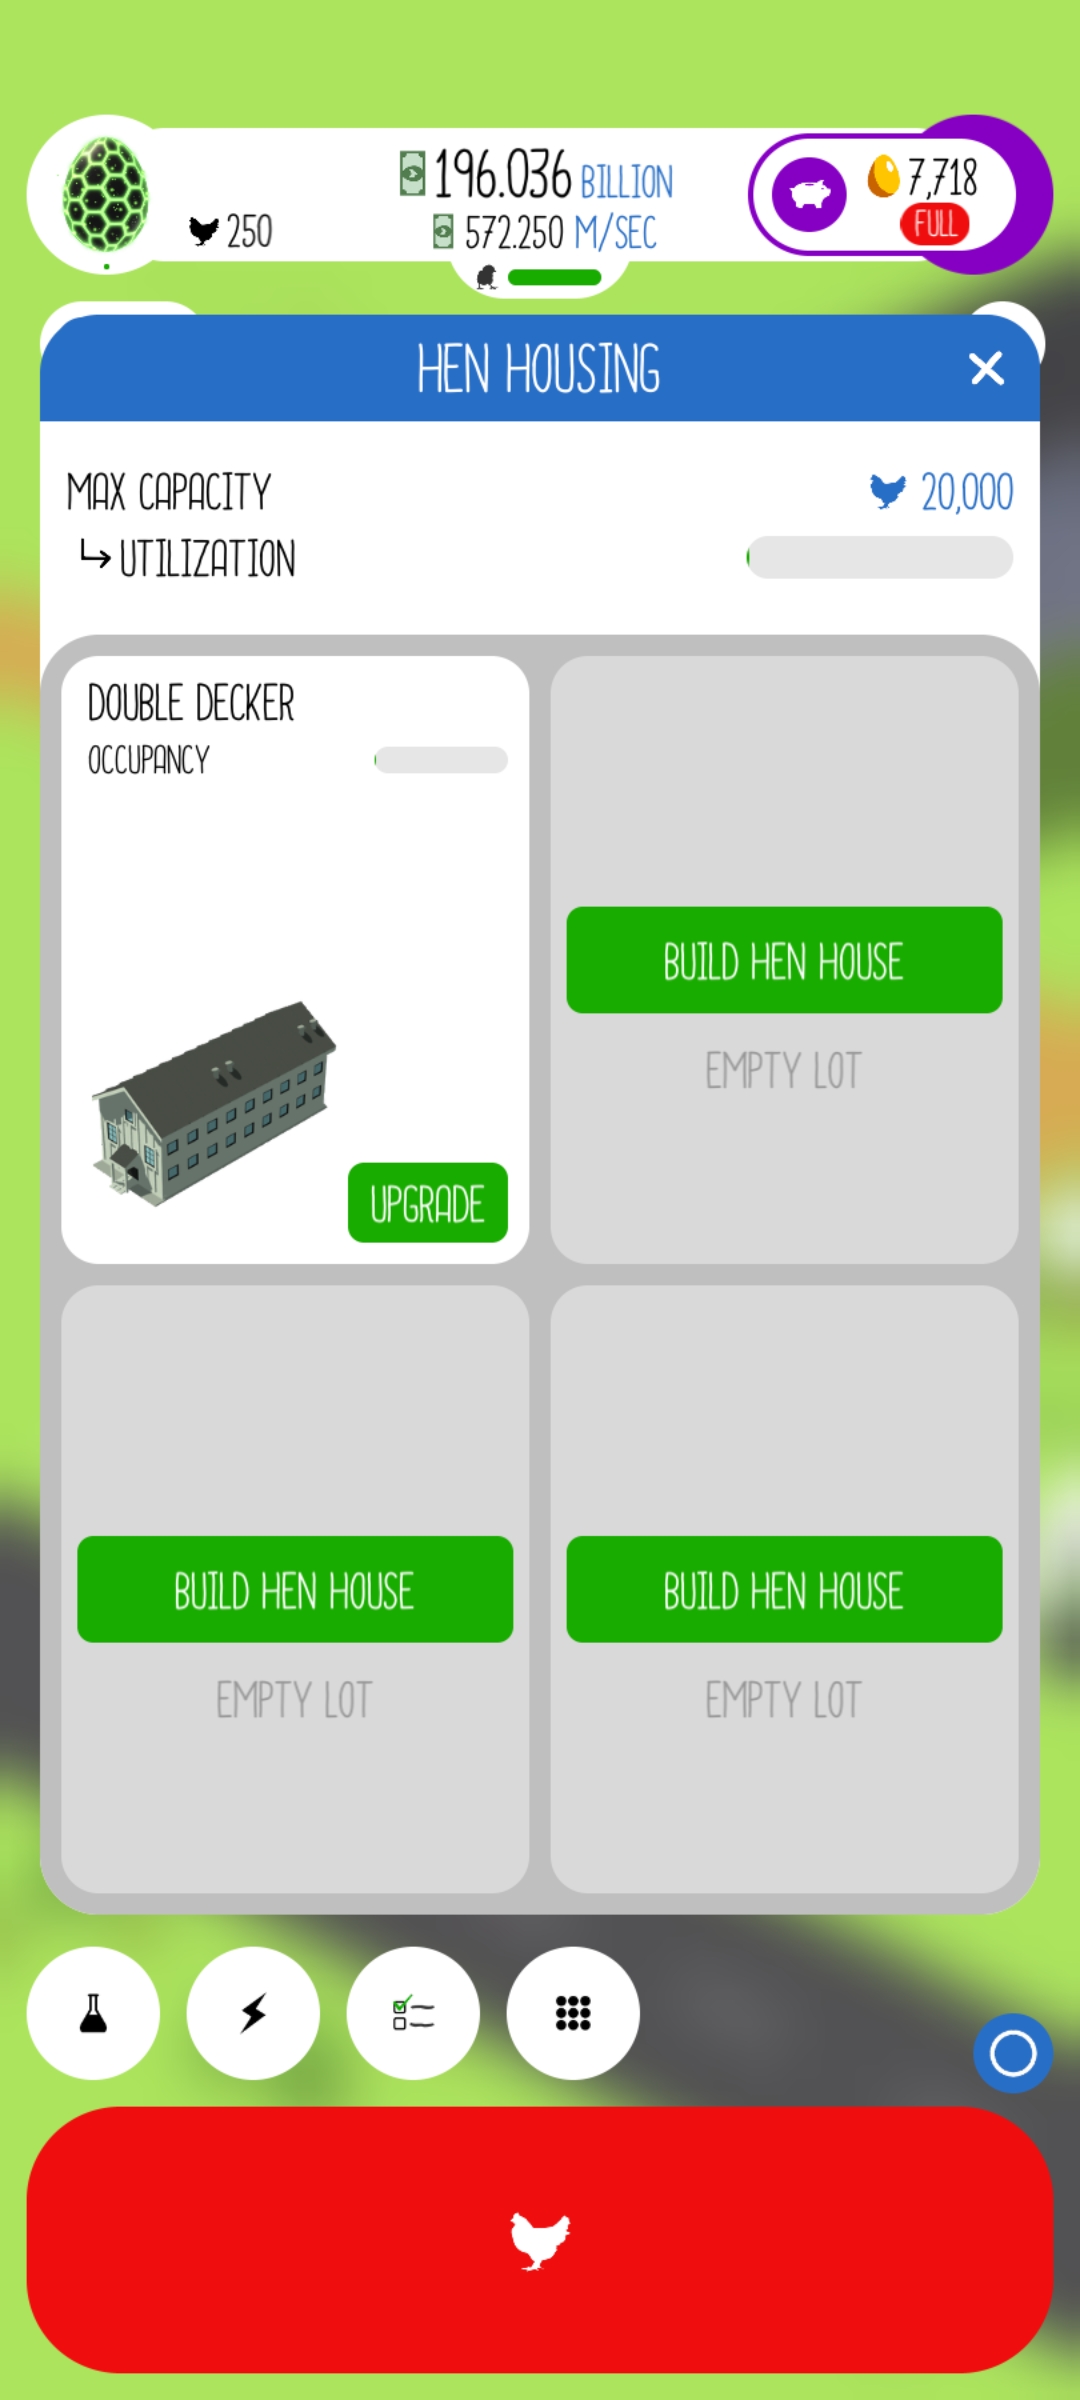 196.036 BILLION
250
572.250 M/SEC
7,718
FULL
HEN HOUSING
MAX CAPACITY
20,000
UTILIZATION
DOUBLE DECKER
OCCUPANCY
UPGRADE
BUILD HEN HOUSE
EMPTY LOT
BUILD HEN HOUSE
EMPTY LOT
BUILD HEN HOUSE
EMPTY LOT